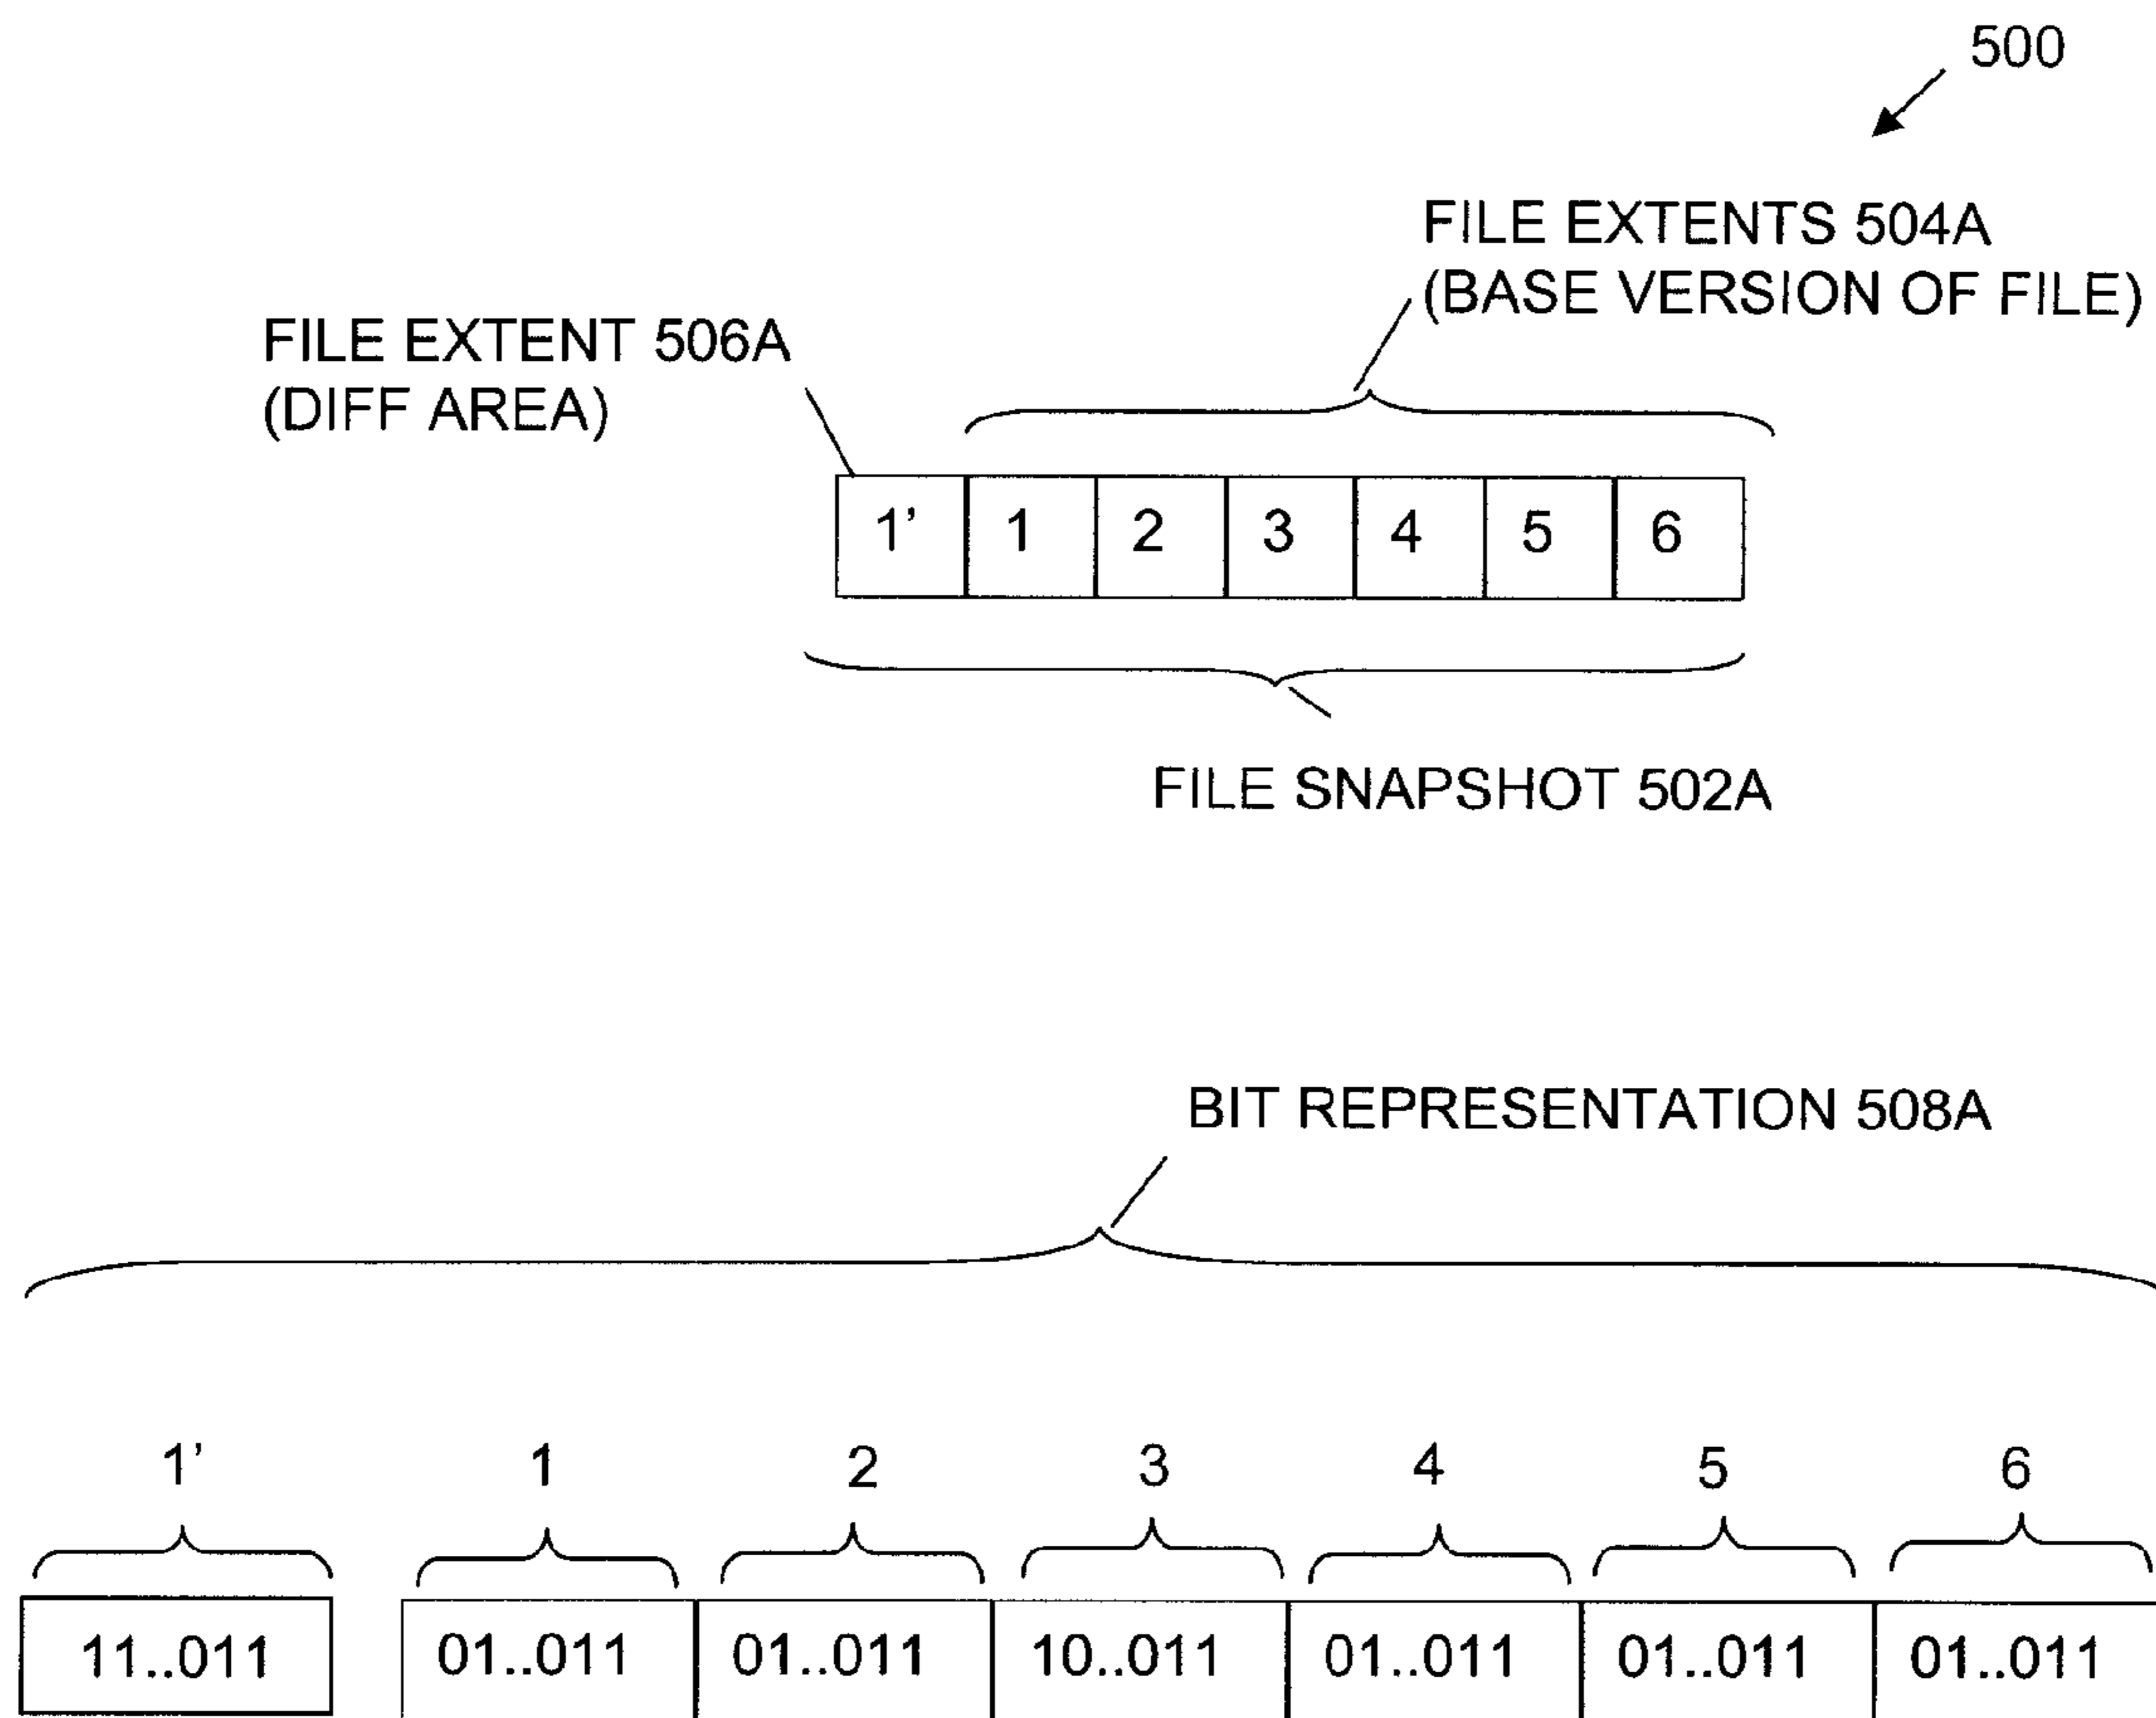 500
FILE EXTENTS 504A
(BASE VERSION OF FILE)
FILE EXTENT 506A
(DIFF AREA)
1' 1 2 3 4 5 6
FILE SNAPSHOT 502A
BIT REPRESENTATION 508A
1' 1 2 3 4 5 6
11..011 01..011 01..011 10..011 01..011 01..011 01..011